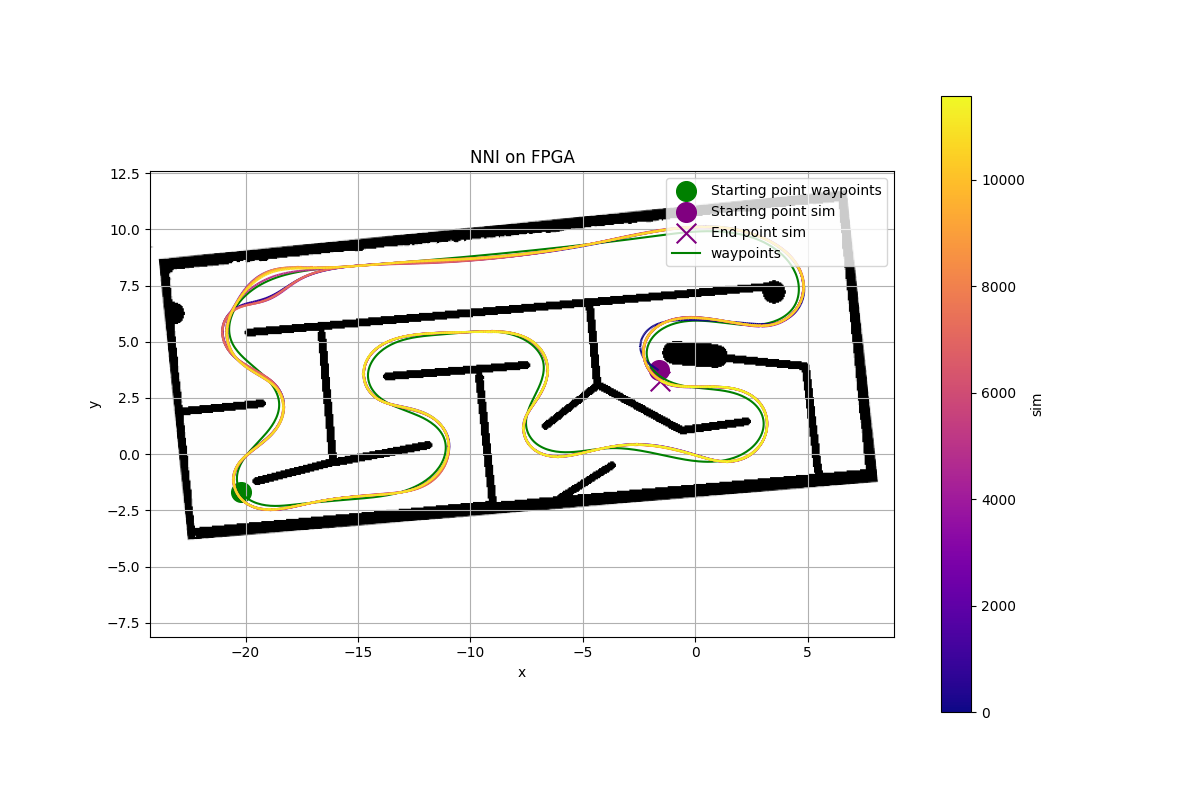 NNI on FPGA
Starting point waypoints
Starting point sim
End point sim
waypoints
12.5
10.0
7.5
5.0
2.5
0.0
−2.5
−5.0
−7.5
y
−20
−15
−10
−5
0
5
x
10000
8000
6000
4000
2000
0
sim